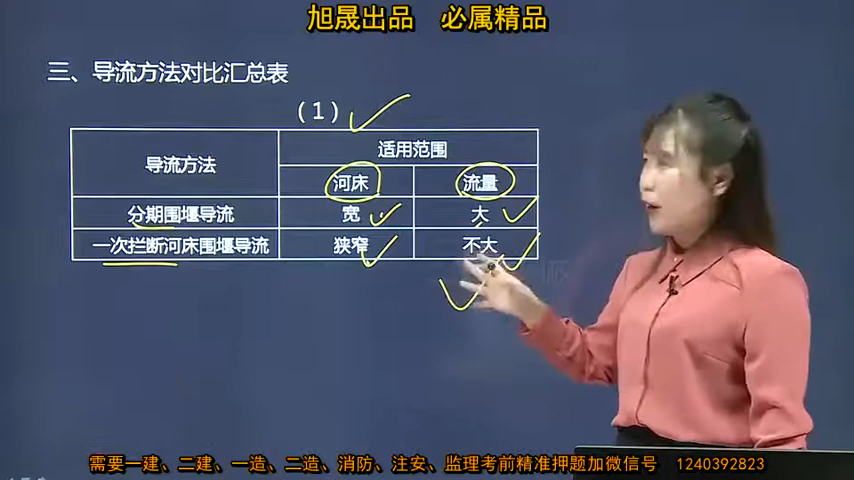 旭晟出品 必属精品
三、导流方法对比汇总表
（1）
导流方法 适用范围
河床 流量
分期围堰导流 宽 大
一次拦断河床围堰导流 狭窄 不大
需要一建、二建、一造、二造、消防、注安、监理考前精准押题加微信号 1240392823